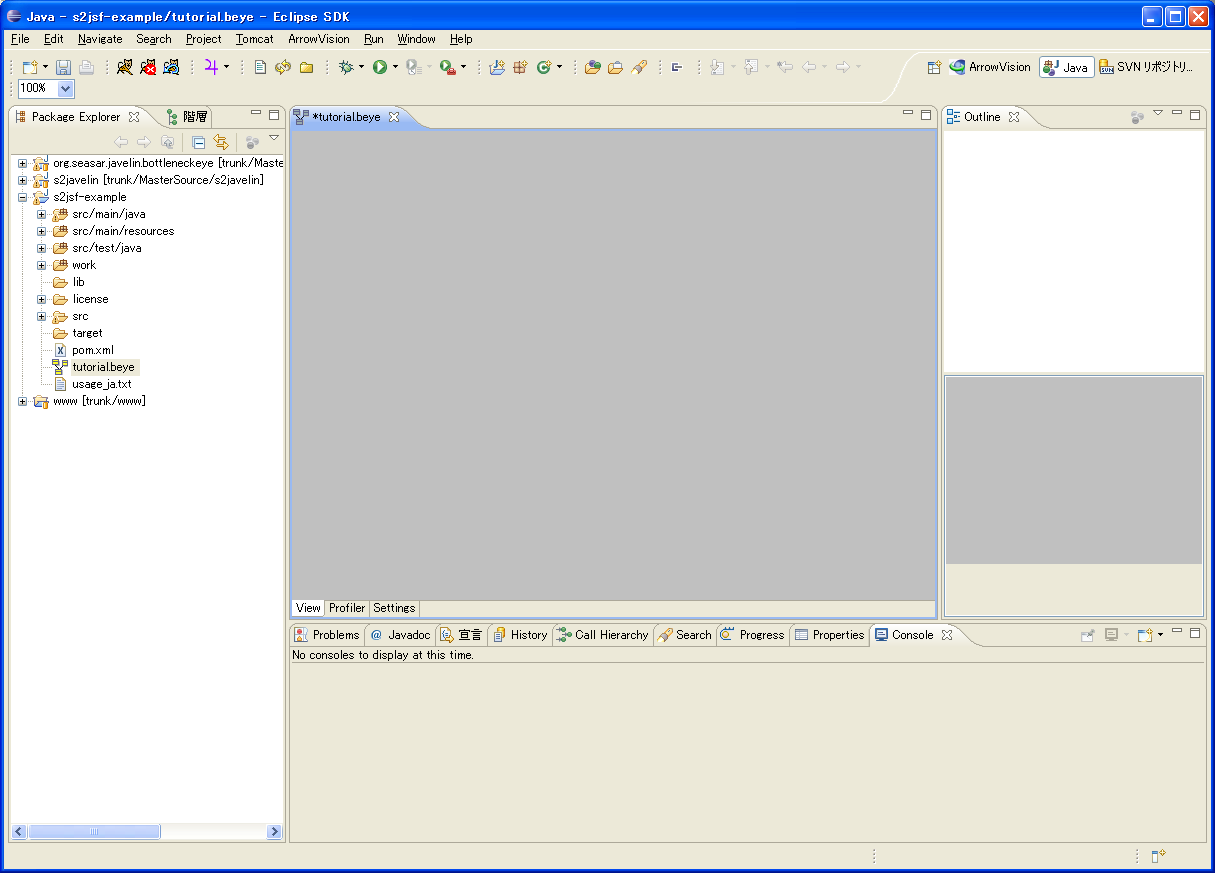 Java - s2jsf-example/tutorial.beye - Eclipse SDK
File Edit Navigate Search Project Tomcat ArrowVision Run Window Help
ArrowVision Java SVN リポジトリ...
100%
Package Explorer 階層
*tutorial.beye
Outline
org.seasar.javelin.bottleneckeye [trunk/Maste
s2javelin [trunk/MasterSource/s2javelin]
s2jsf-example
src/main/java
src/main/resources
src/test/java
work
lib
license
src
target
pom.xml
tutorial.beye
usage_ja.txt
www [trunk/www]
View Profiler Settings
Problems @ Javadoc 宣言 History Call Hierarchy Search Progress Properties Console
No consoles to display at this time.